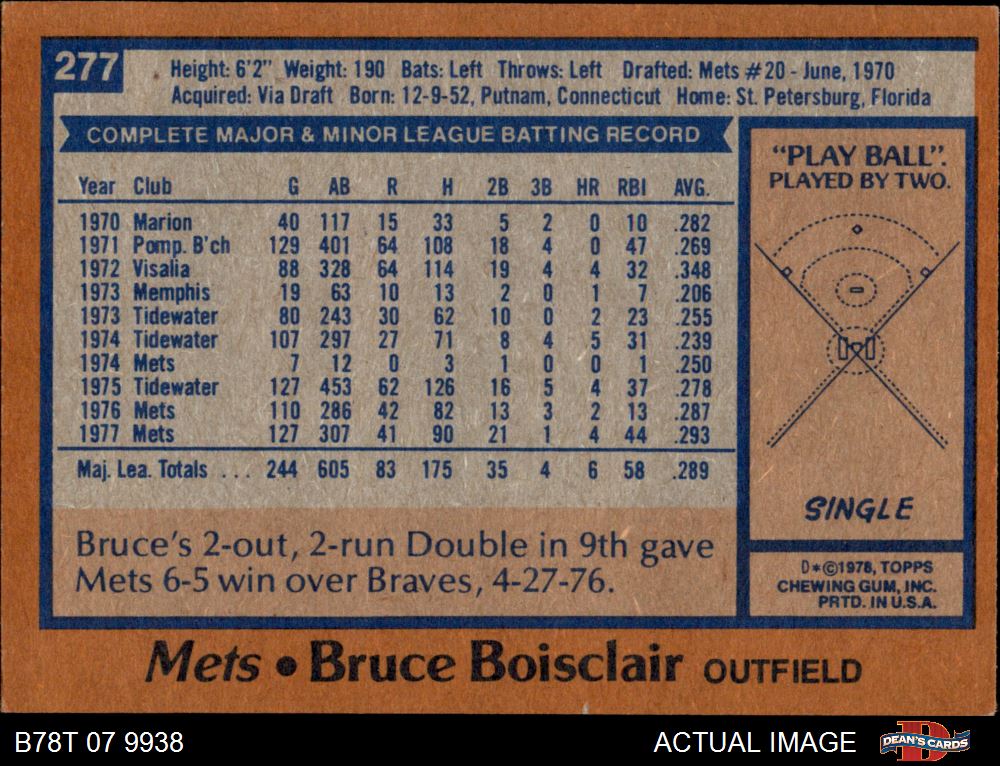 277
Height: 6'2" Weight: 190 Bats: Left Throws: Left Drafted: Mets #20 - June, 1970
Acquired: Via Draft Born: 12-9-52, Putnam, Connecticut Home: St. Petersburg, Florida
COMPLETE MAJOR & MINOR LEAGUE BATTING RECORD
Year Club G AB R H 2B 3B HR RBI AVG.
1970 Marion 40 117 15 33 5 2 0 10 .282
1971 Pomp. B'ch 129 401 64 108 18 4 0 47 .269
1972 Visalia 88 328 64 114 19 4 4 32 .348
1973 Memphis 19 63 10 13 2 0 1 7 .206
1973 Tidewater 80 243 30 62 10 0 2 23 .255
1974 Tidewater 107 297 27 71 8 4 5 31 .239
1974 Mets 7 12 0 3 1 0 0 1 .250
1975 Tidewater 127 453 62 126 16 5 4 37 .278
1976 Mets 110 286 42 82 13 3 2 13 .287
1977 Mets 127 307 41 90 21 1 4 44 .293
Maj. Lea. Totals ... 244 605 83 175 35 4 6 58 .289
Bruce's 2-out, 2-run Double in 9th gave
Mets 6-5 win over Braves, 4-27-76.
"PLAY BALL".
PLAYED BY TWO.
SINGLE
D*©1978, TOPPS
CHEWING GUM, INC.
PRTD. IN U.S.A.
Mets • Bruce Boisclair OUTFIELD
B78T 07 9938
ACTUAL IMAGE
DEAN'S CARDS